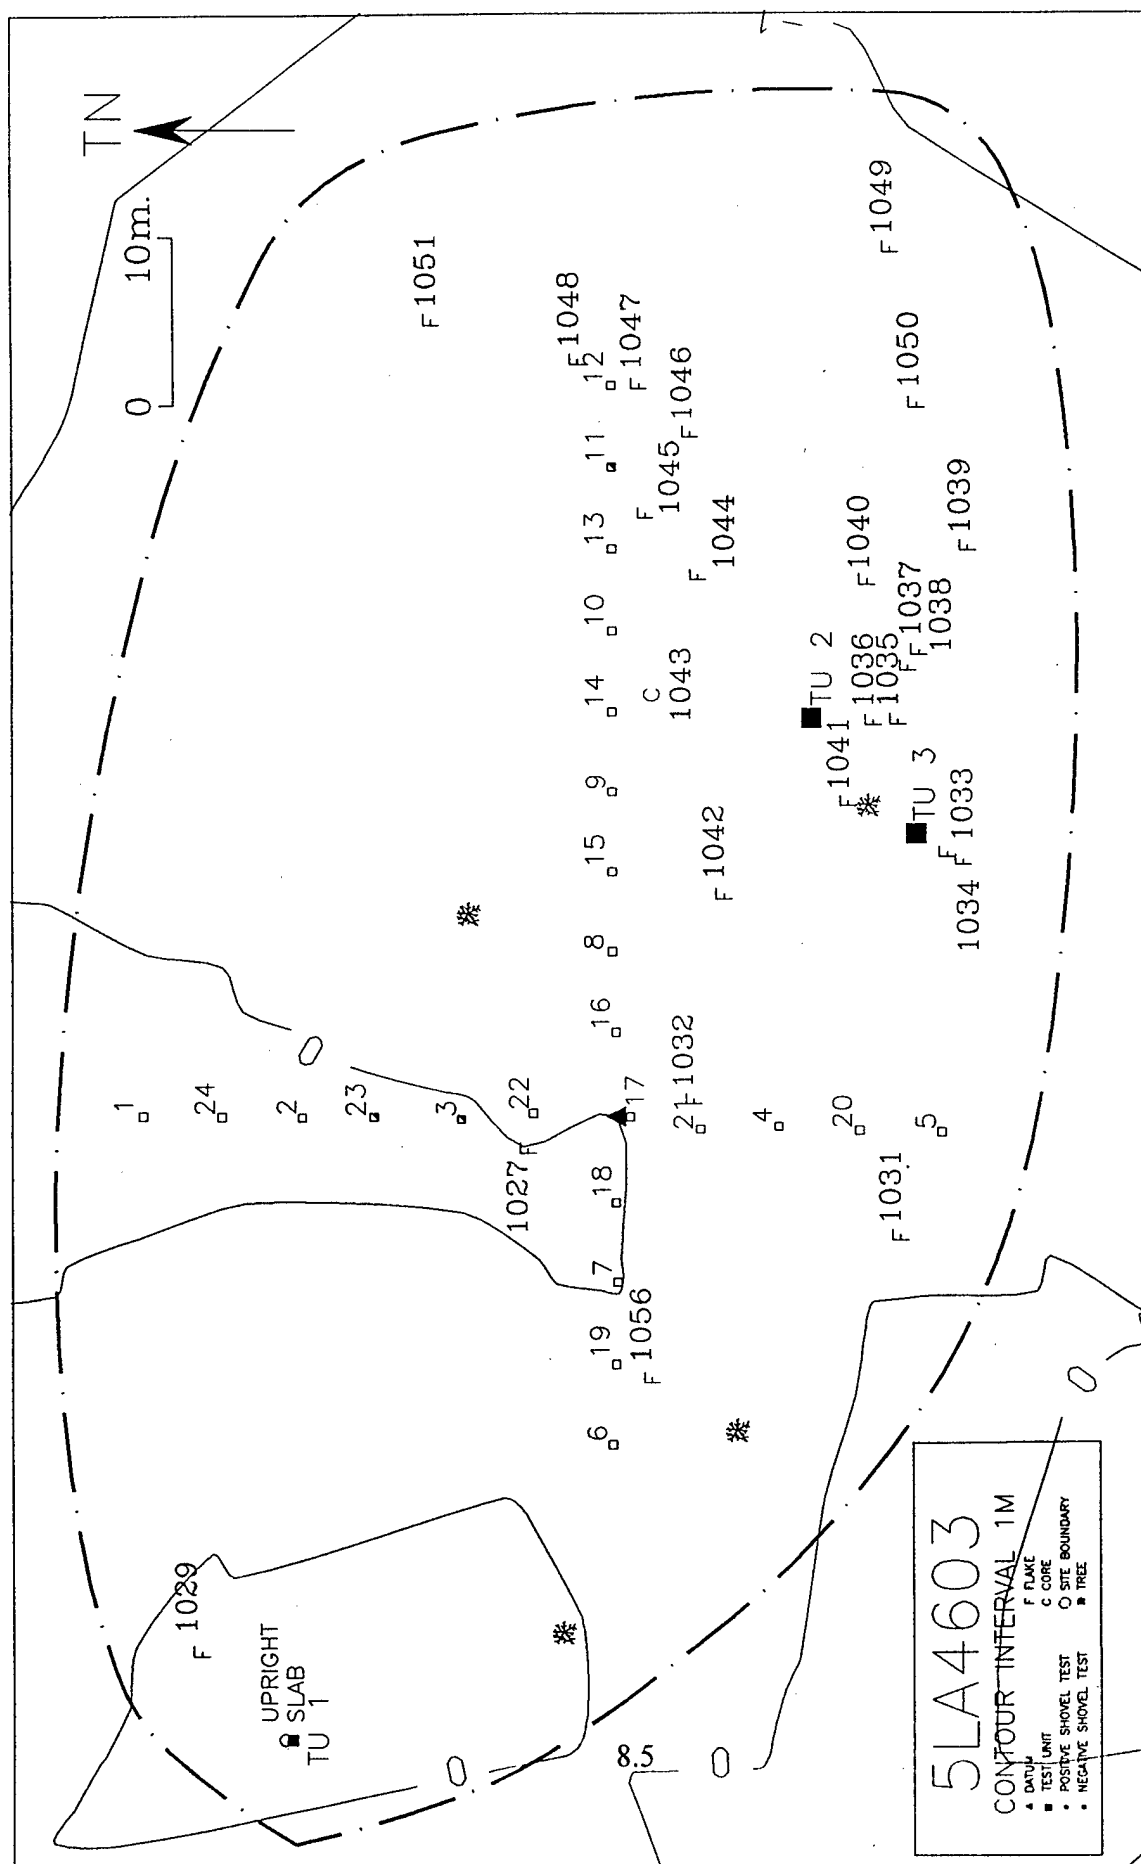 TN
0 10m.
1
24
2
23
3
22
17
21
4
20
5
6
19
7
18
16
8
15
9
14
10
13
11
12
F 1029
UPRIGHT
SLAB
TU 1
F
1027
F 1056
F 1031
F 1032
F 1042
C
1043
F
1044
F
1045
F 1046
F 1047
F
1048
F 1051
TU 2
F 1041
F 1036
F 1035
F 1037
F
1038
F 1040
F 1039
F 1050
F 1049
TU 3
F
F 1033
1034
0
0
0
0
8.5
5LA4603
CONTOUR INTERVAL 1M
DATUM
TEST UNIT
POSITIVE SHOVEL TEST
NEGATIVE SHOVEL TEST
F FLAKE
C CORE
SITE BOUNDARY
TREE